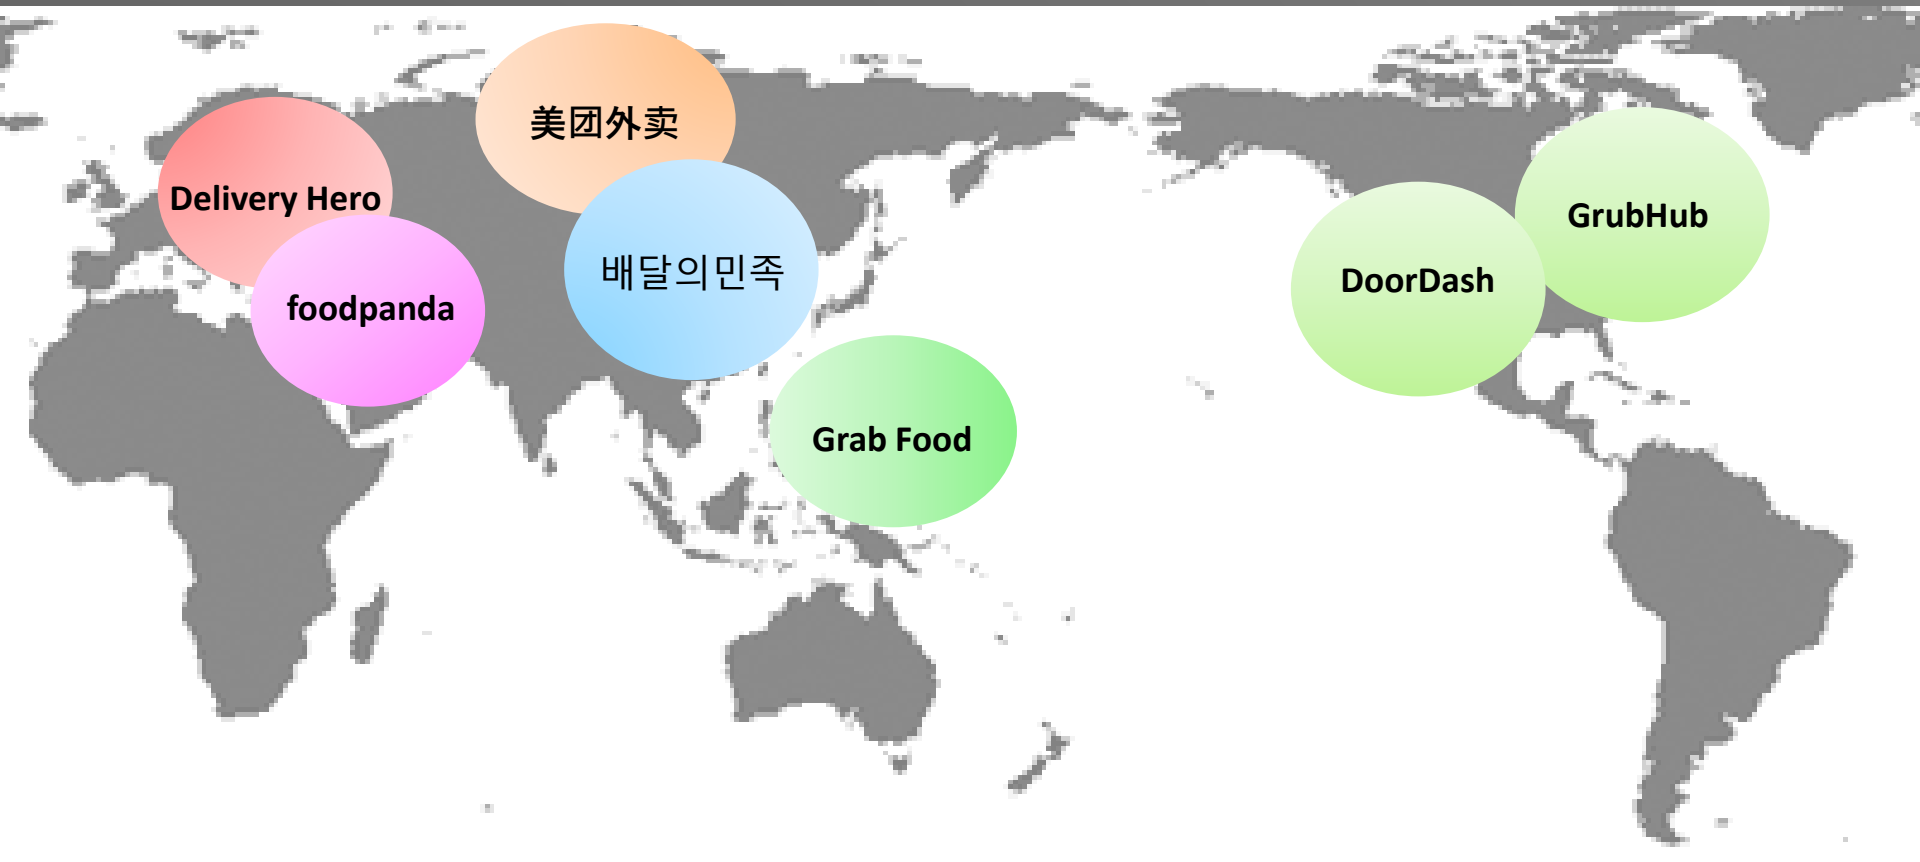 美团外卖
Delivery Hero
GrubHub
배달의민족
DoorDash
foodpanda
Grab Food